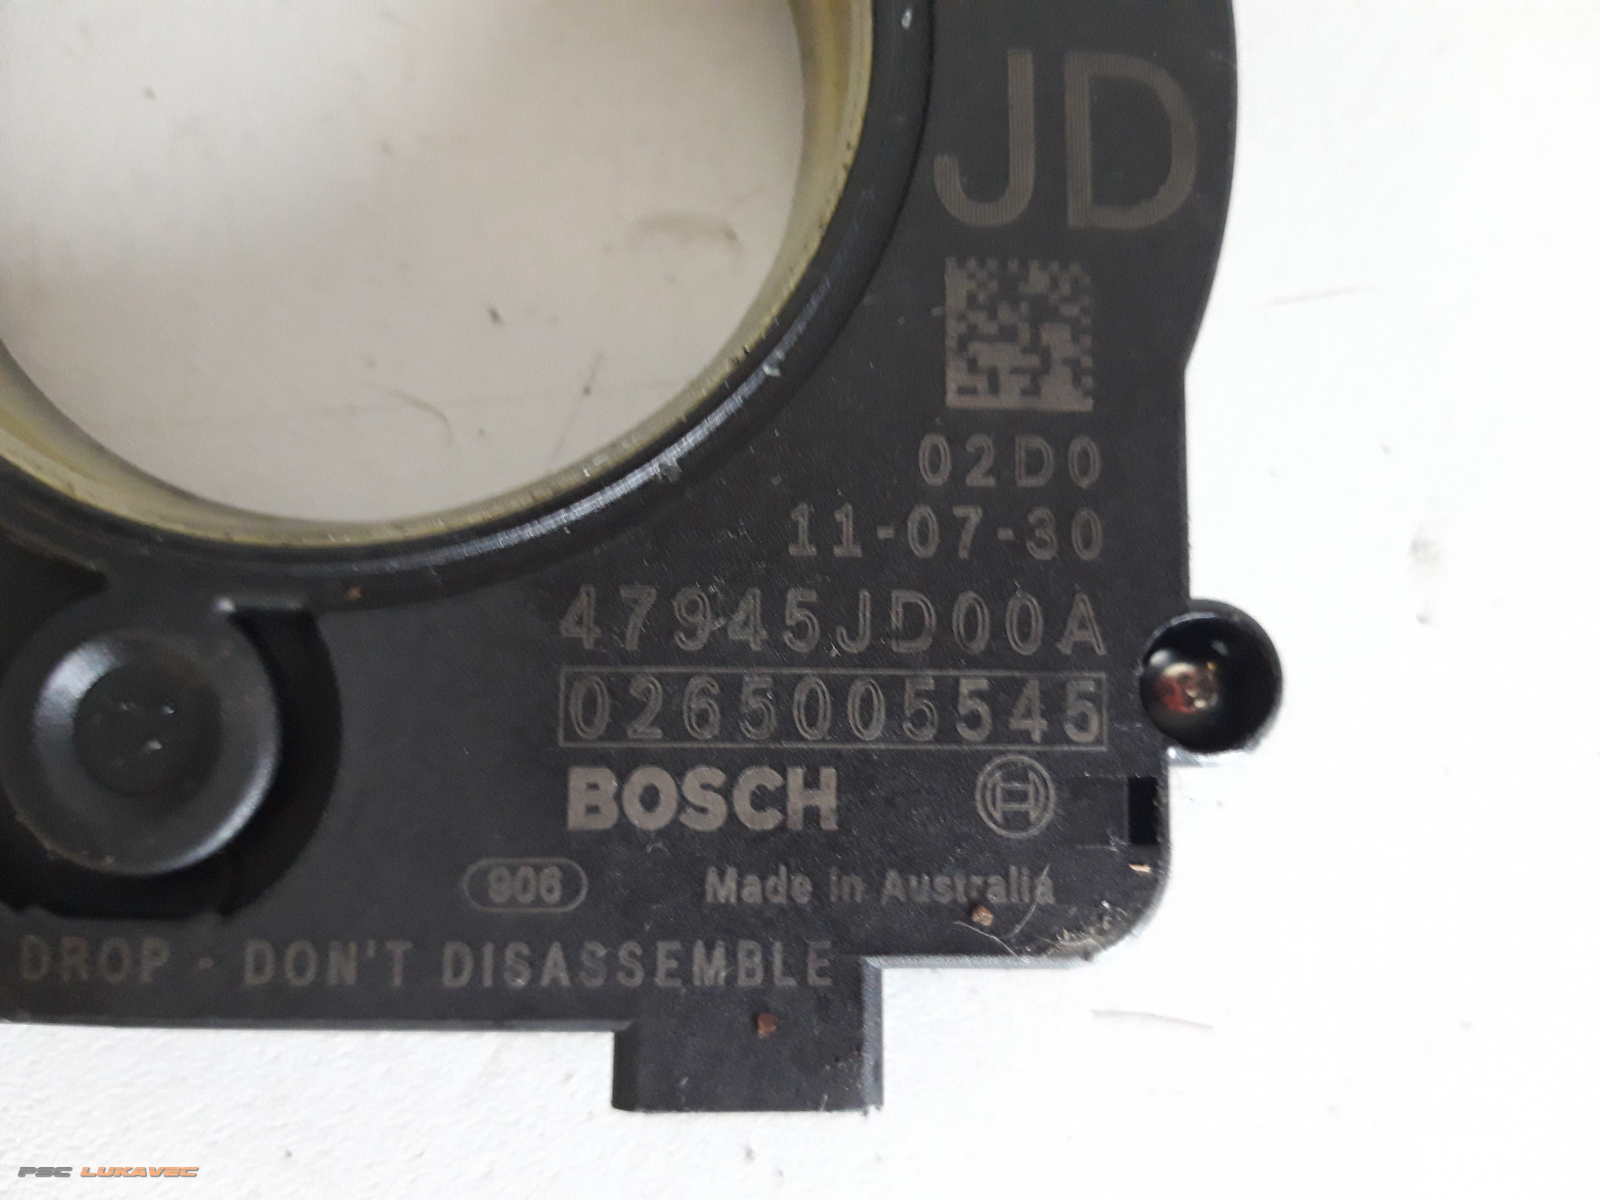 JD
02D0
11-07-30
47945JD00A
0265005545
BOSCH
906 Made in Australia
DROP - DON'T DISASSEMBLE
PSC LUKAVEC